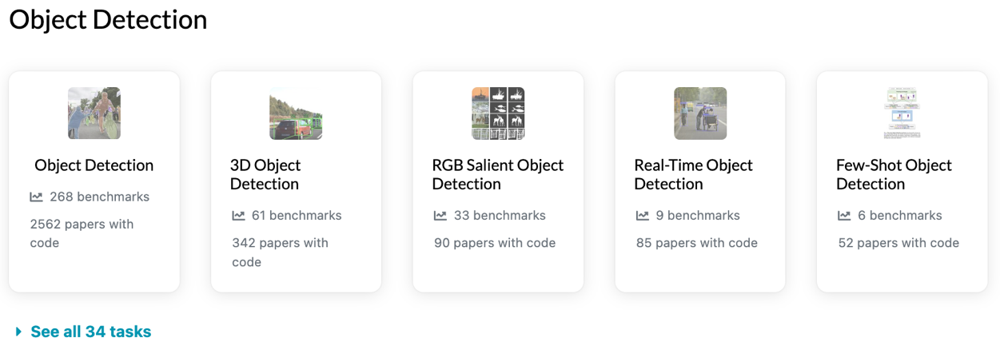 Object Detection
Object Detection
268 benchmarks
2562 papers with
code
3D Object
Detection
61 benchmarks
342 papers with
code
RGB Salient Object
Detection
33 benchmarks
90 papers with code
Real-Time Object
Detection
9 benchmarks
85 papers with code
Few-Shot Object
Detection
6 benchmarks
52 papers with code
See all 34 tasks